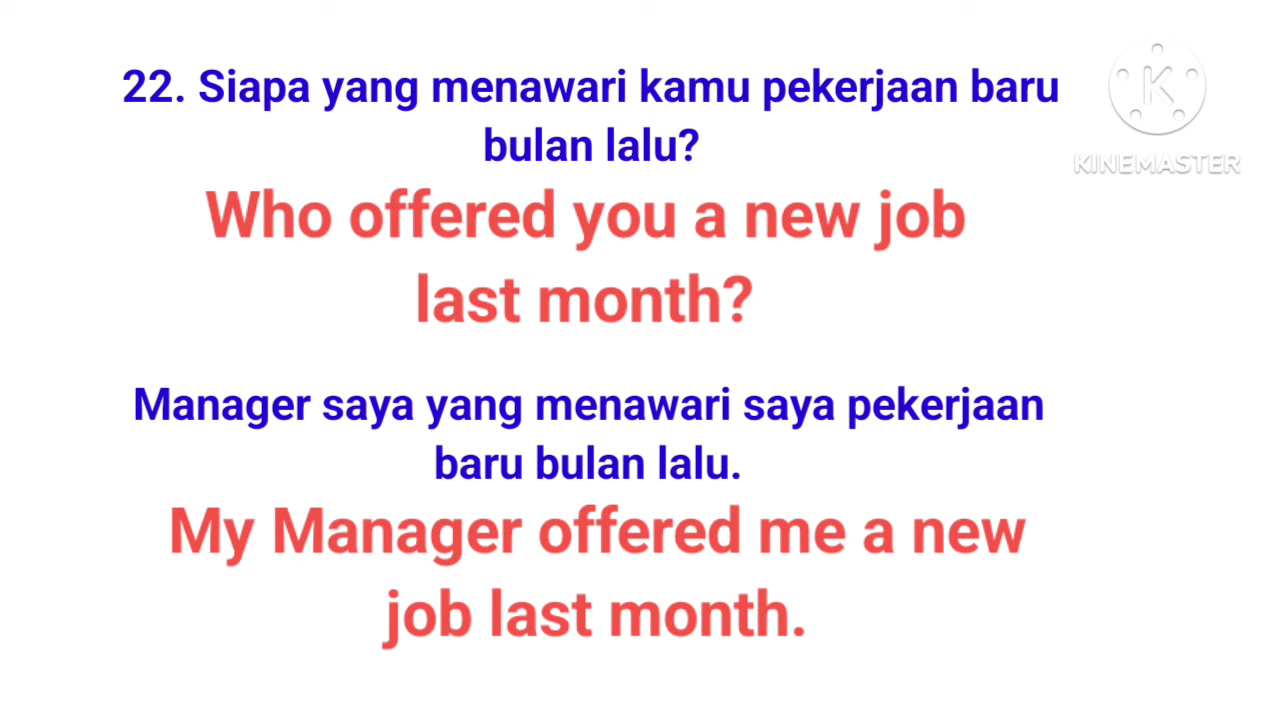 22. Siapa yang menawari kamu pekerjaan baru
bulan lalu?
KINEMASTER
Who offered you a new job
last month?
Manager saya yang menawari saya pekerjaan
baru bulan lalu.
My Manager offered me a new
job last month.